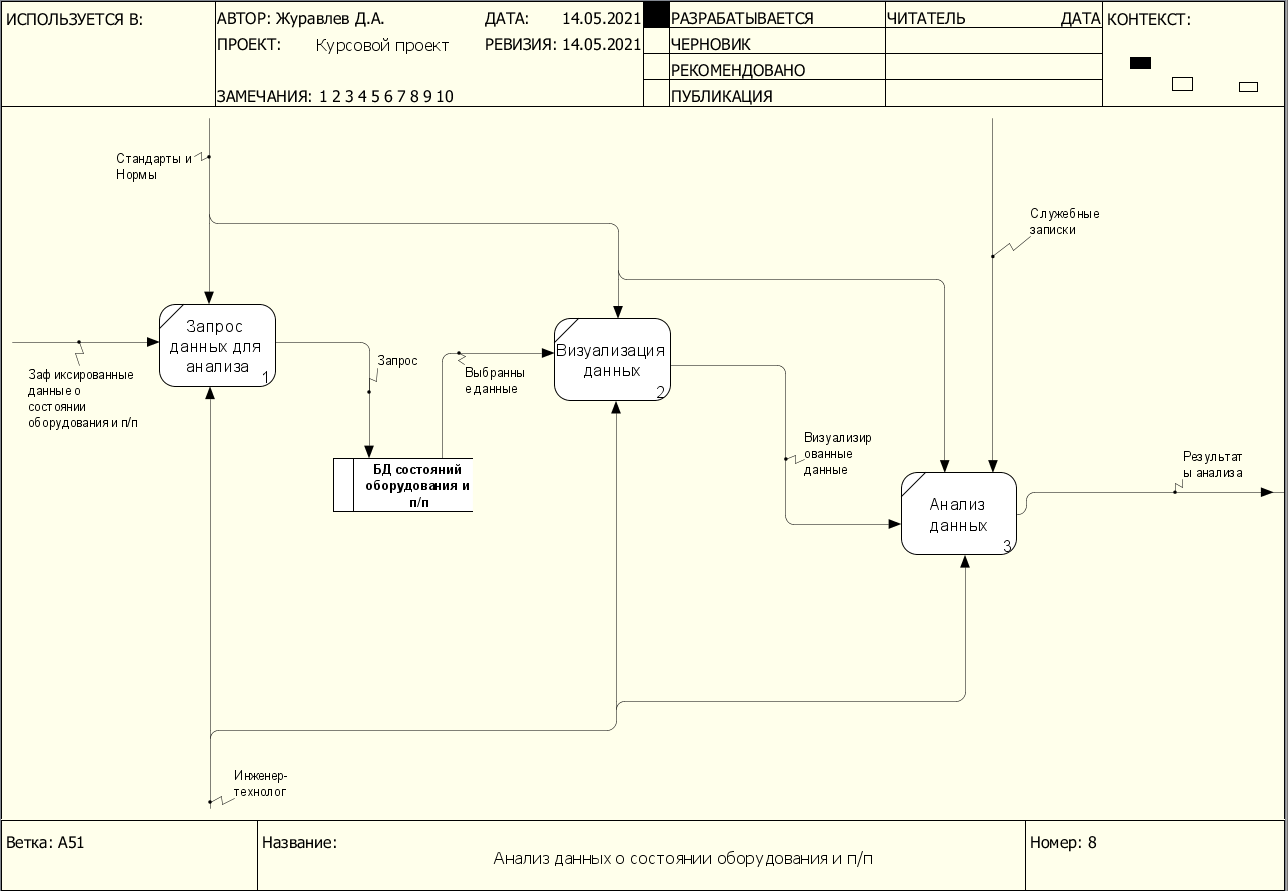 ИСПОЛЬЗУЕТСЯ В:
АВТОР: Журавлев Д.А.
ДАТА: 14.05.2021
ПРОЕКТ: Курсовой проект
РЕВИЗИЯ: 14.05.2021
ЗАМЕЧАНИЯ: 1 2 3 4 5 6 7 8 9 10
РАЗРАБАТЫВАЕТСЯ
ЧЕРНОВИК
РЕКОМЕНДОВАНО
ПУБЛИКАЦИЯ
ЧИТАТЕЛЬ
ДАТА
КОНТЕКСТ:
Стандарты и
Нормы
Служебные
записки
Запрос
данных для
анализа
1
Зафиксированные
данные о
состоянии
оборудования и п/п
Запрос
Выбранны
е данные
Визуализация
данных
2
БД состояний
оборудования и
п/п
Визуализир
ованные
данные
Анализ
данных
3
Результат
ы анализа
Инженер-
технолог
Ветка: A51
Название:
Анализ данных о состоянии оборудования и п/п
Номер: 8